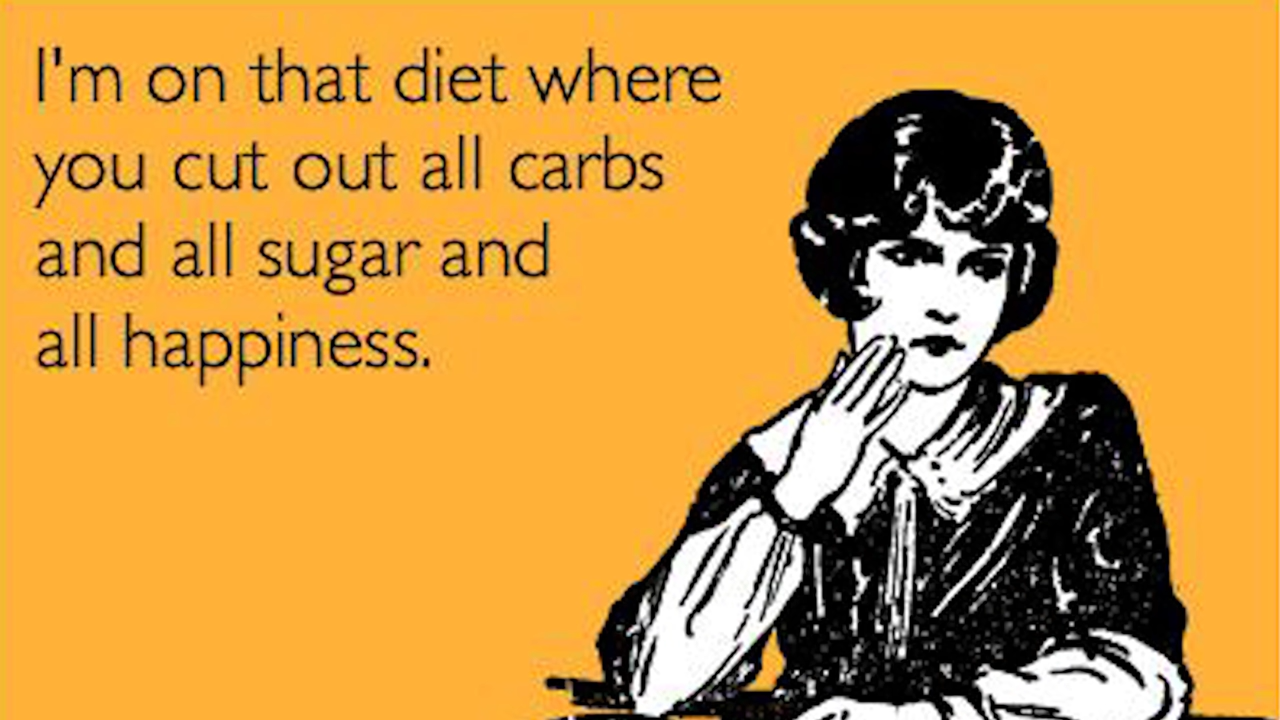 I'm on that diet where
you cut out all carbs
and all sugar and
all happiness.